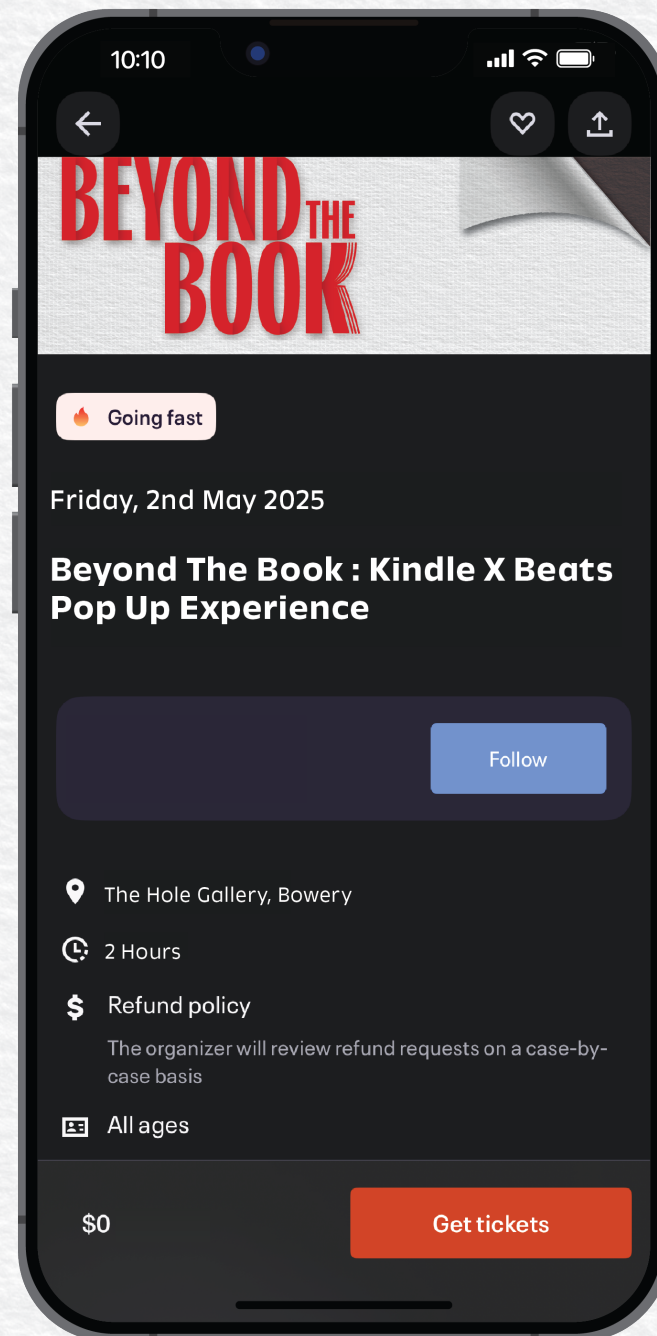 10:10
BEYOND THE
BOOK
Going fast
Friday, 2nd May 2025
Beyond The Book : Kindle X Beats
Pop Up Experience
Follow
The Hole Gallery, Bowery
2 Hours
$ Refund policy
The organizer will review refund requests on a case-by-
case basis
All ages
$0 Get tickets